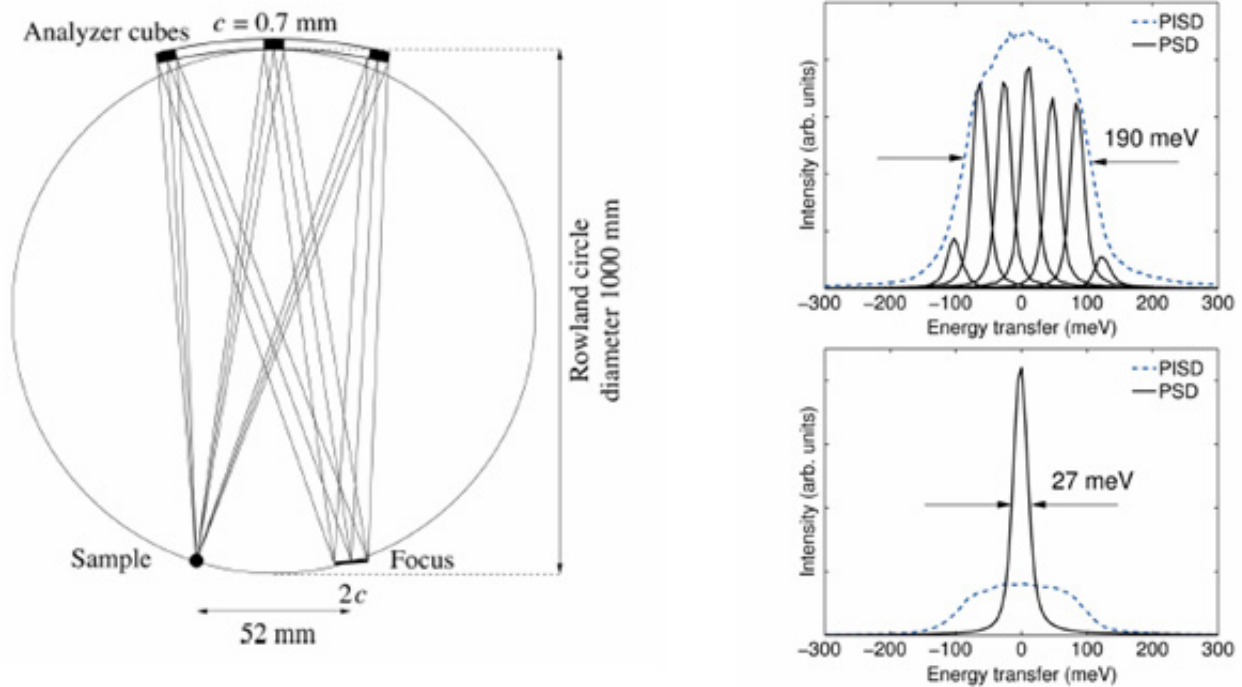 Analyzer cubes
c = 0.7 mm
Rowland circle
diameter 1000 mm
Sample
Focus
2c
52 mm
PISD
PSD
190 meV
Intensity (arb. units)
−300 −200 −100 0 100 200 300
Energy transfer (meV)
PISD
PSD
27 meV
Intensity (arb. units)
−300 −200 −100 0 100 200 300
Energy transfer (meV)